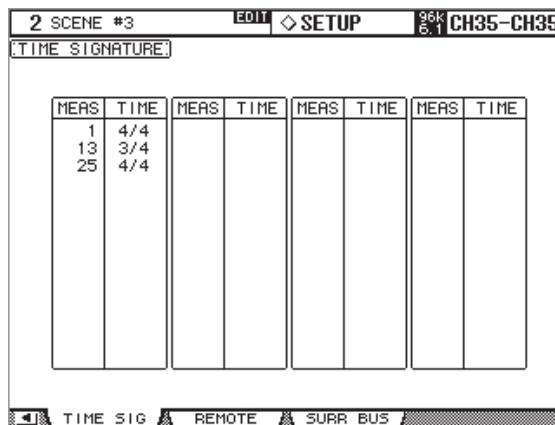 2 SCENE #3 EDIT ◇ SETUP 96k 6.1 CH35-CH35
TIME SIGNATURE
MEAS TIME MEAS TIME MEAS TIME MEAS TIME
1 4/4
13 3/4
25 4/4
TIME SIG REMOTE SURR BUS